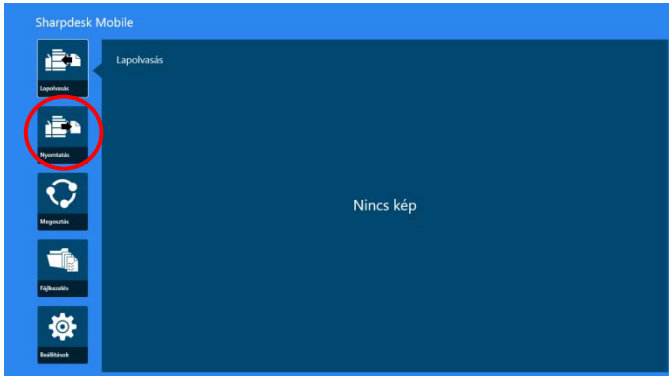 Sharpdesk Mobile
Lapolvasás
Lapolvasás
Nyomtatás
Nincs kép
Megosztás
Fájlkezelés
Beállítások